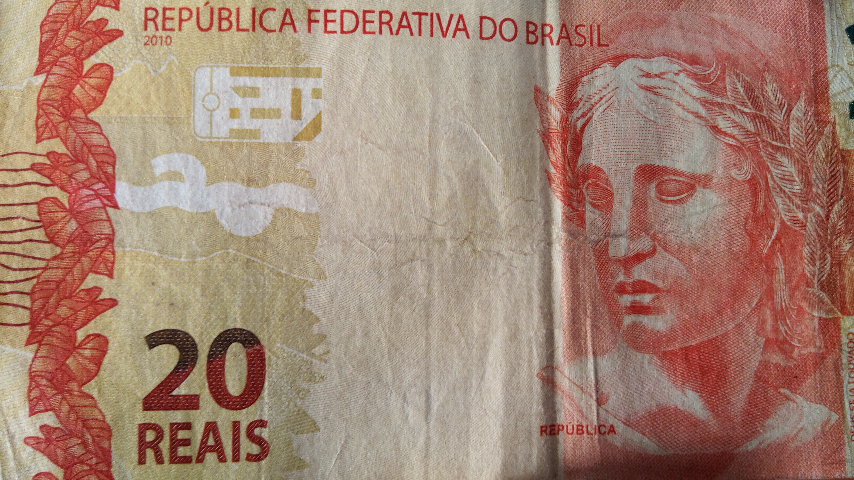 REPÚBLICA FEDERATIVA DO BRASIL
2010
20
REAIS
REPÚBLICA